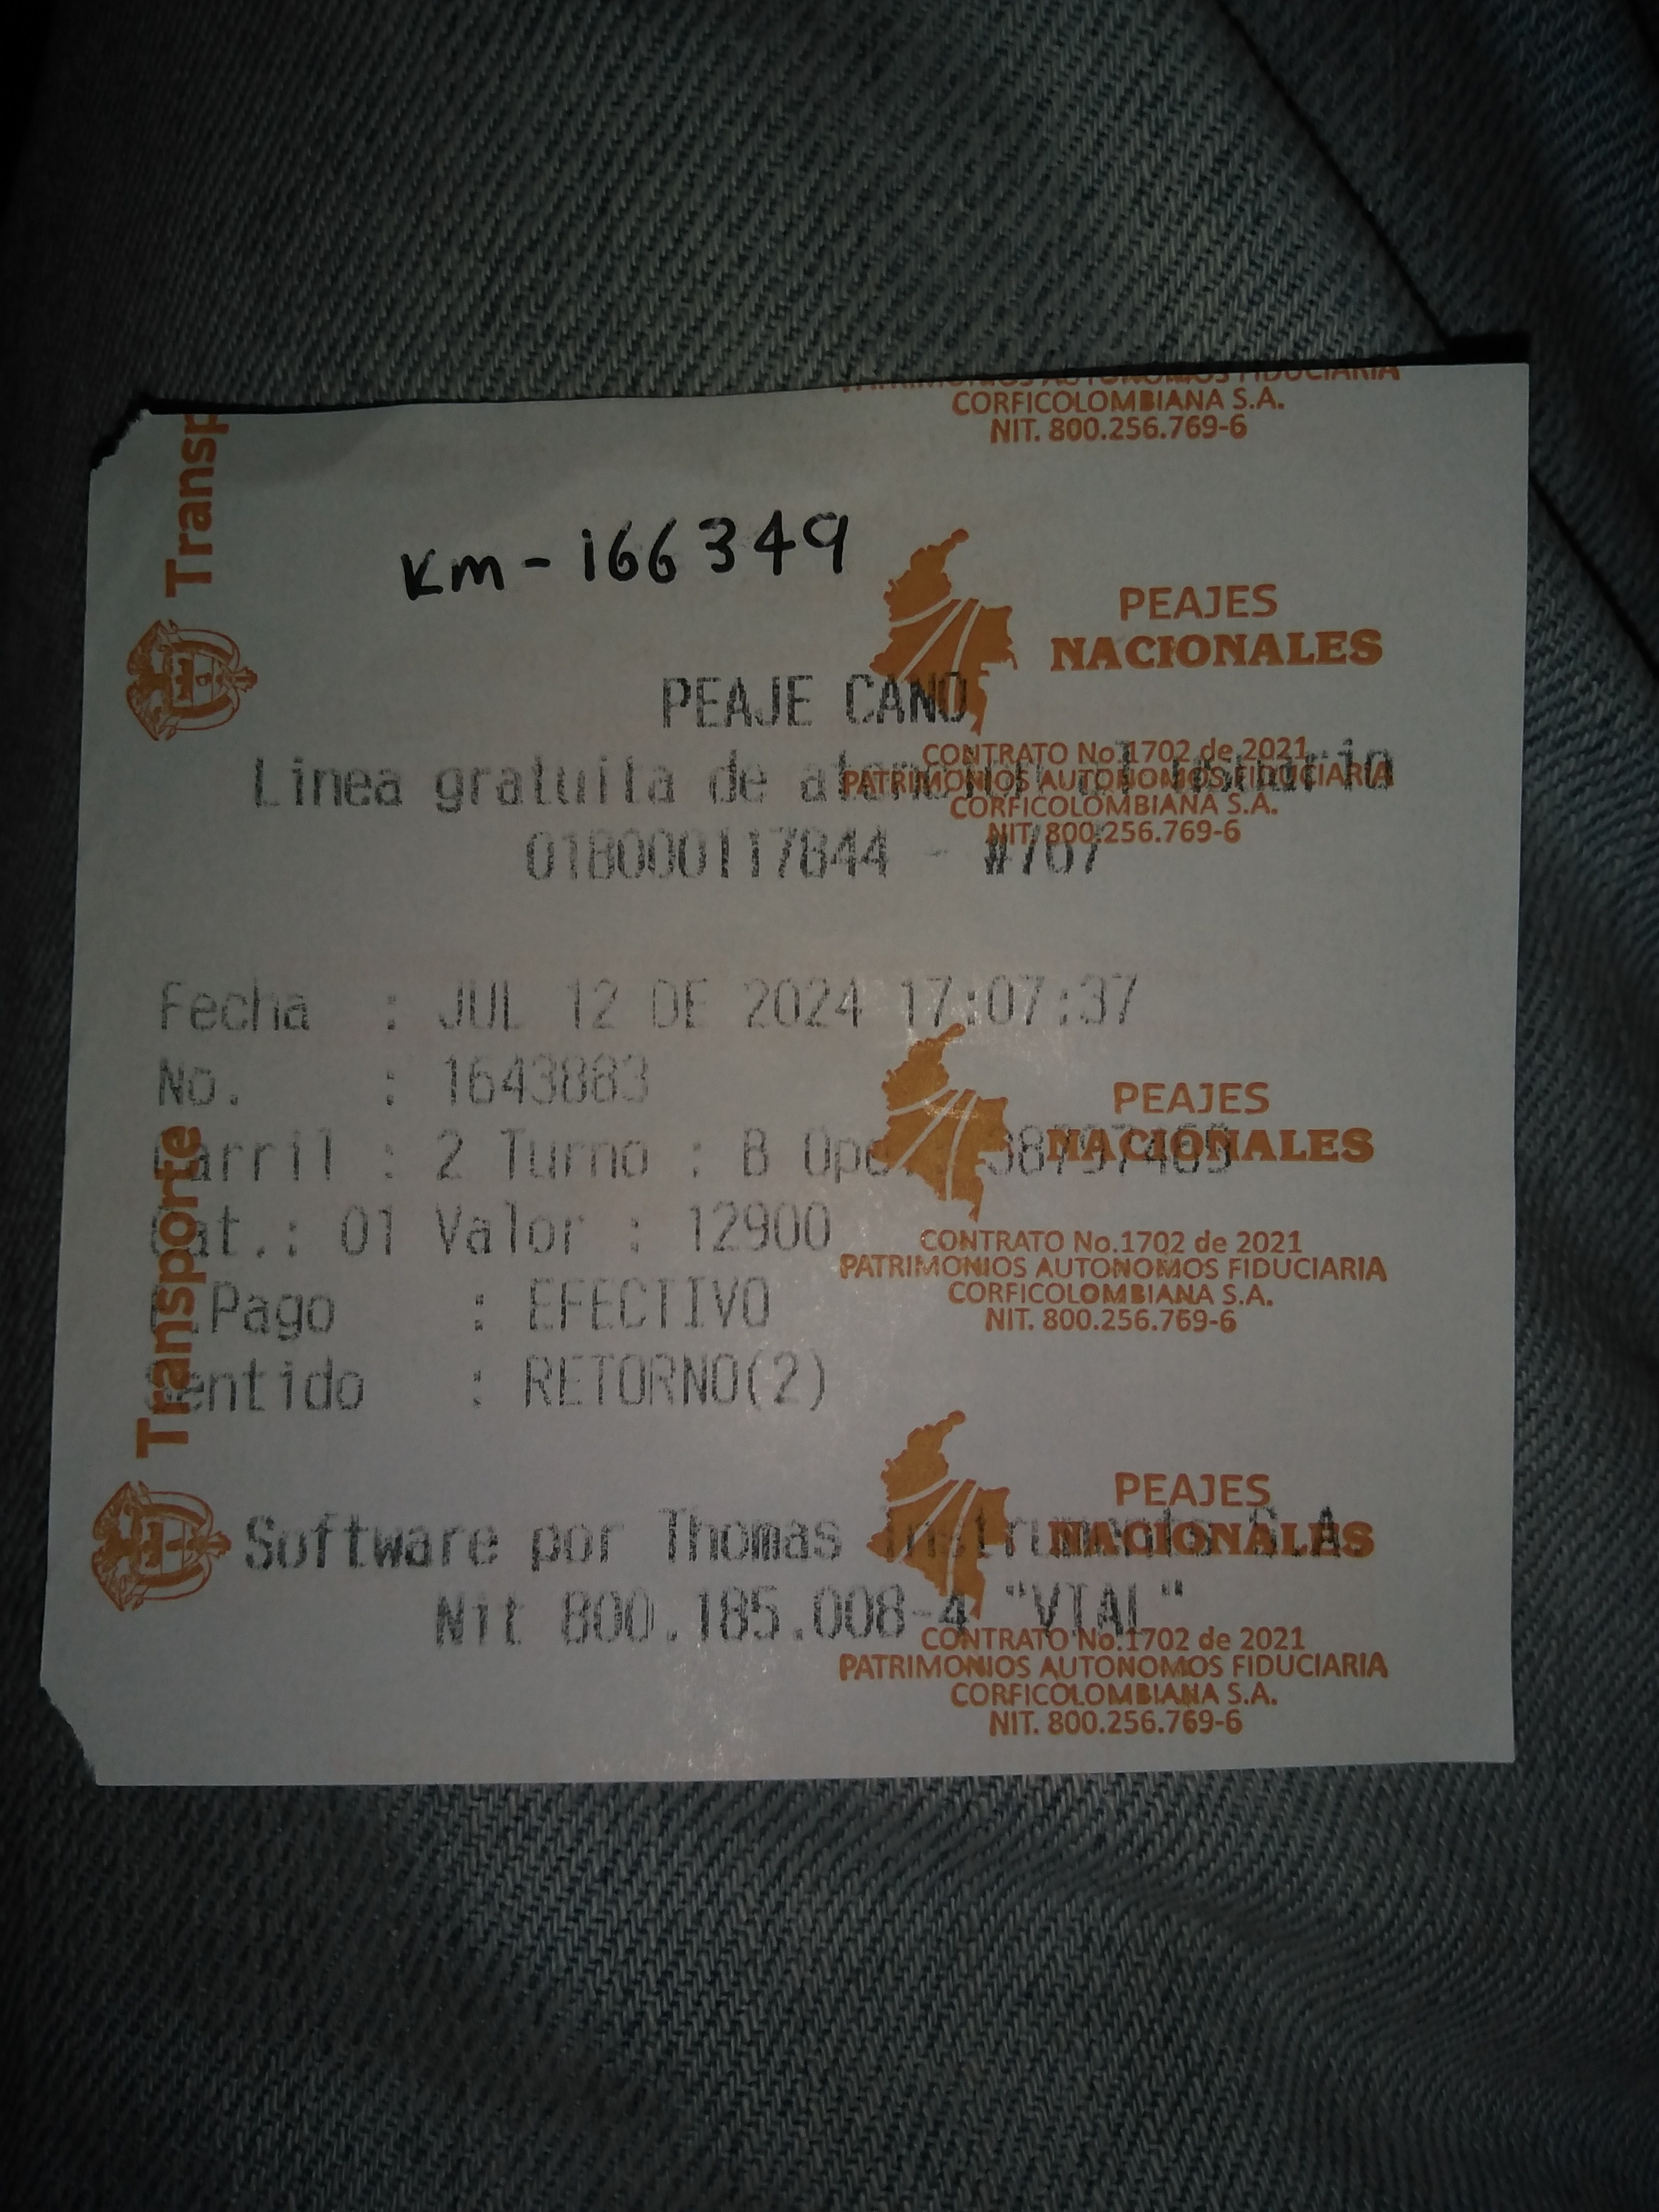 PATRIMONIOS AUTONOMOS FIDUCIARIA
CORFICOLOMBIANA S.A.
NIT. 800.256.769-6
Transp
Km-166349
PEAJES
NACIONALES
PEAJE CANO
Linea gratuita de atencion al usuario
018000117844 - #767
CONTRATO No.1702 de 2021
PATRIMONIOS AUTONOMOS FIDUCIARIA
CORFICOLOMBIANA S.A.
NIT. 800.256.769-6
Fecha : JUL 12 DE 2024 17:07:37
No. : 1643883
PEAJES
NACIONALES
Carril : 2 Turno : B
Cat.: 01 Valor : 12900
CONTRATO No.1702 de 2021
PATRIMONIOS AUTONOMOS FIDUCIARIA
CORFICOLOMBIANA S.A.
NIT. 800.256.769-6
Pago : EFECTIVO
Sentido : RETORNO(2)
Transporte
PEAJES
NACIONALES
Software por Thomas Instruments S.A.
Nit 800.185.008-4 "VIAL"
CONTRATO No.1702 de 2021
PATRIMONIOS AUTONOMOS FIDUCIARIA
CORFICOLOMBIANA S.A.
NIT. 800.256.769-6